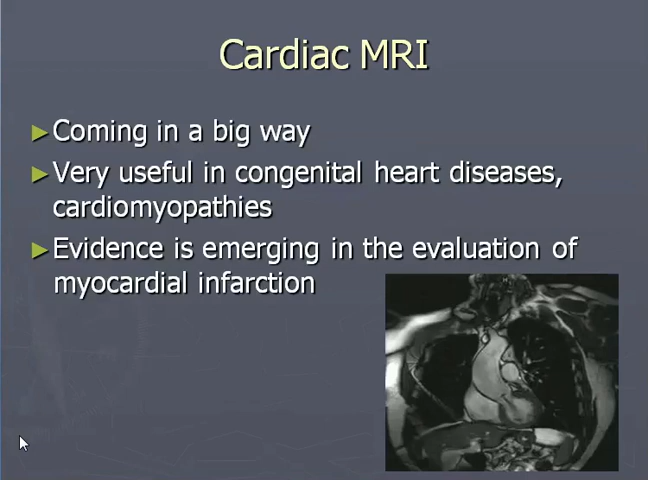 Cardiac MRI
►Coming in a big way
►Very useful in congenital heart diseases,
cardiomyopathies
►Evidence is emerging in the evaluation of
myocardial infarction